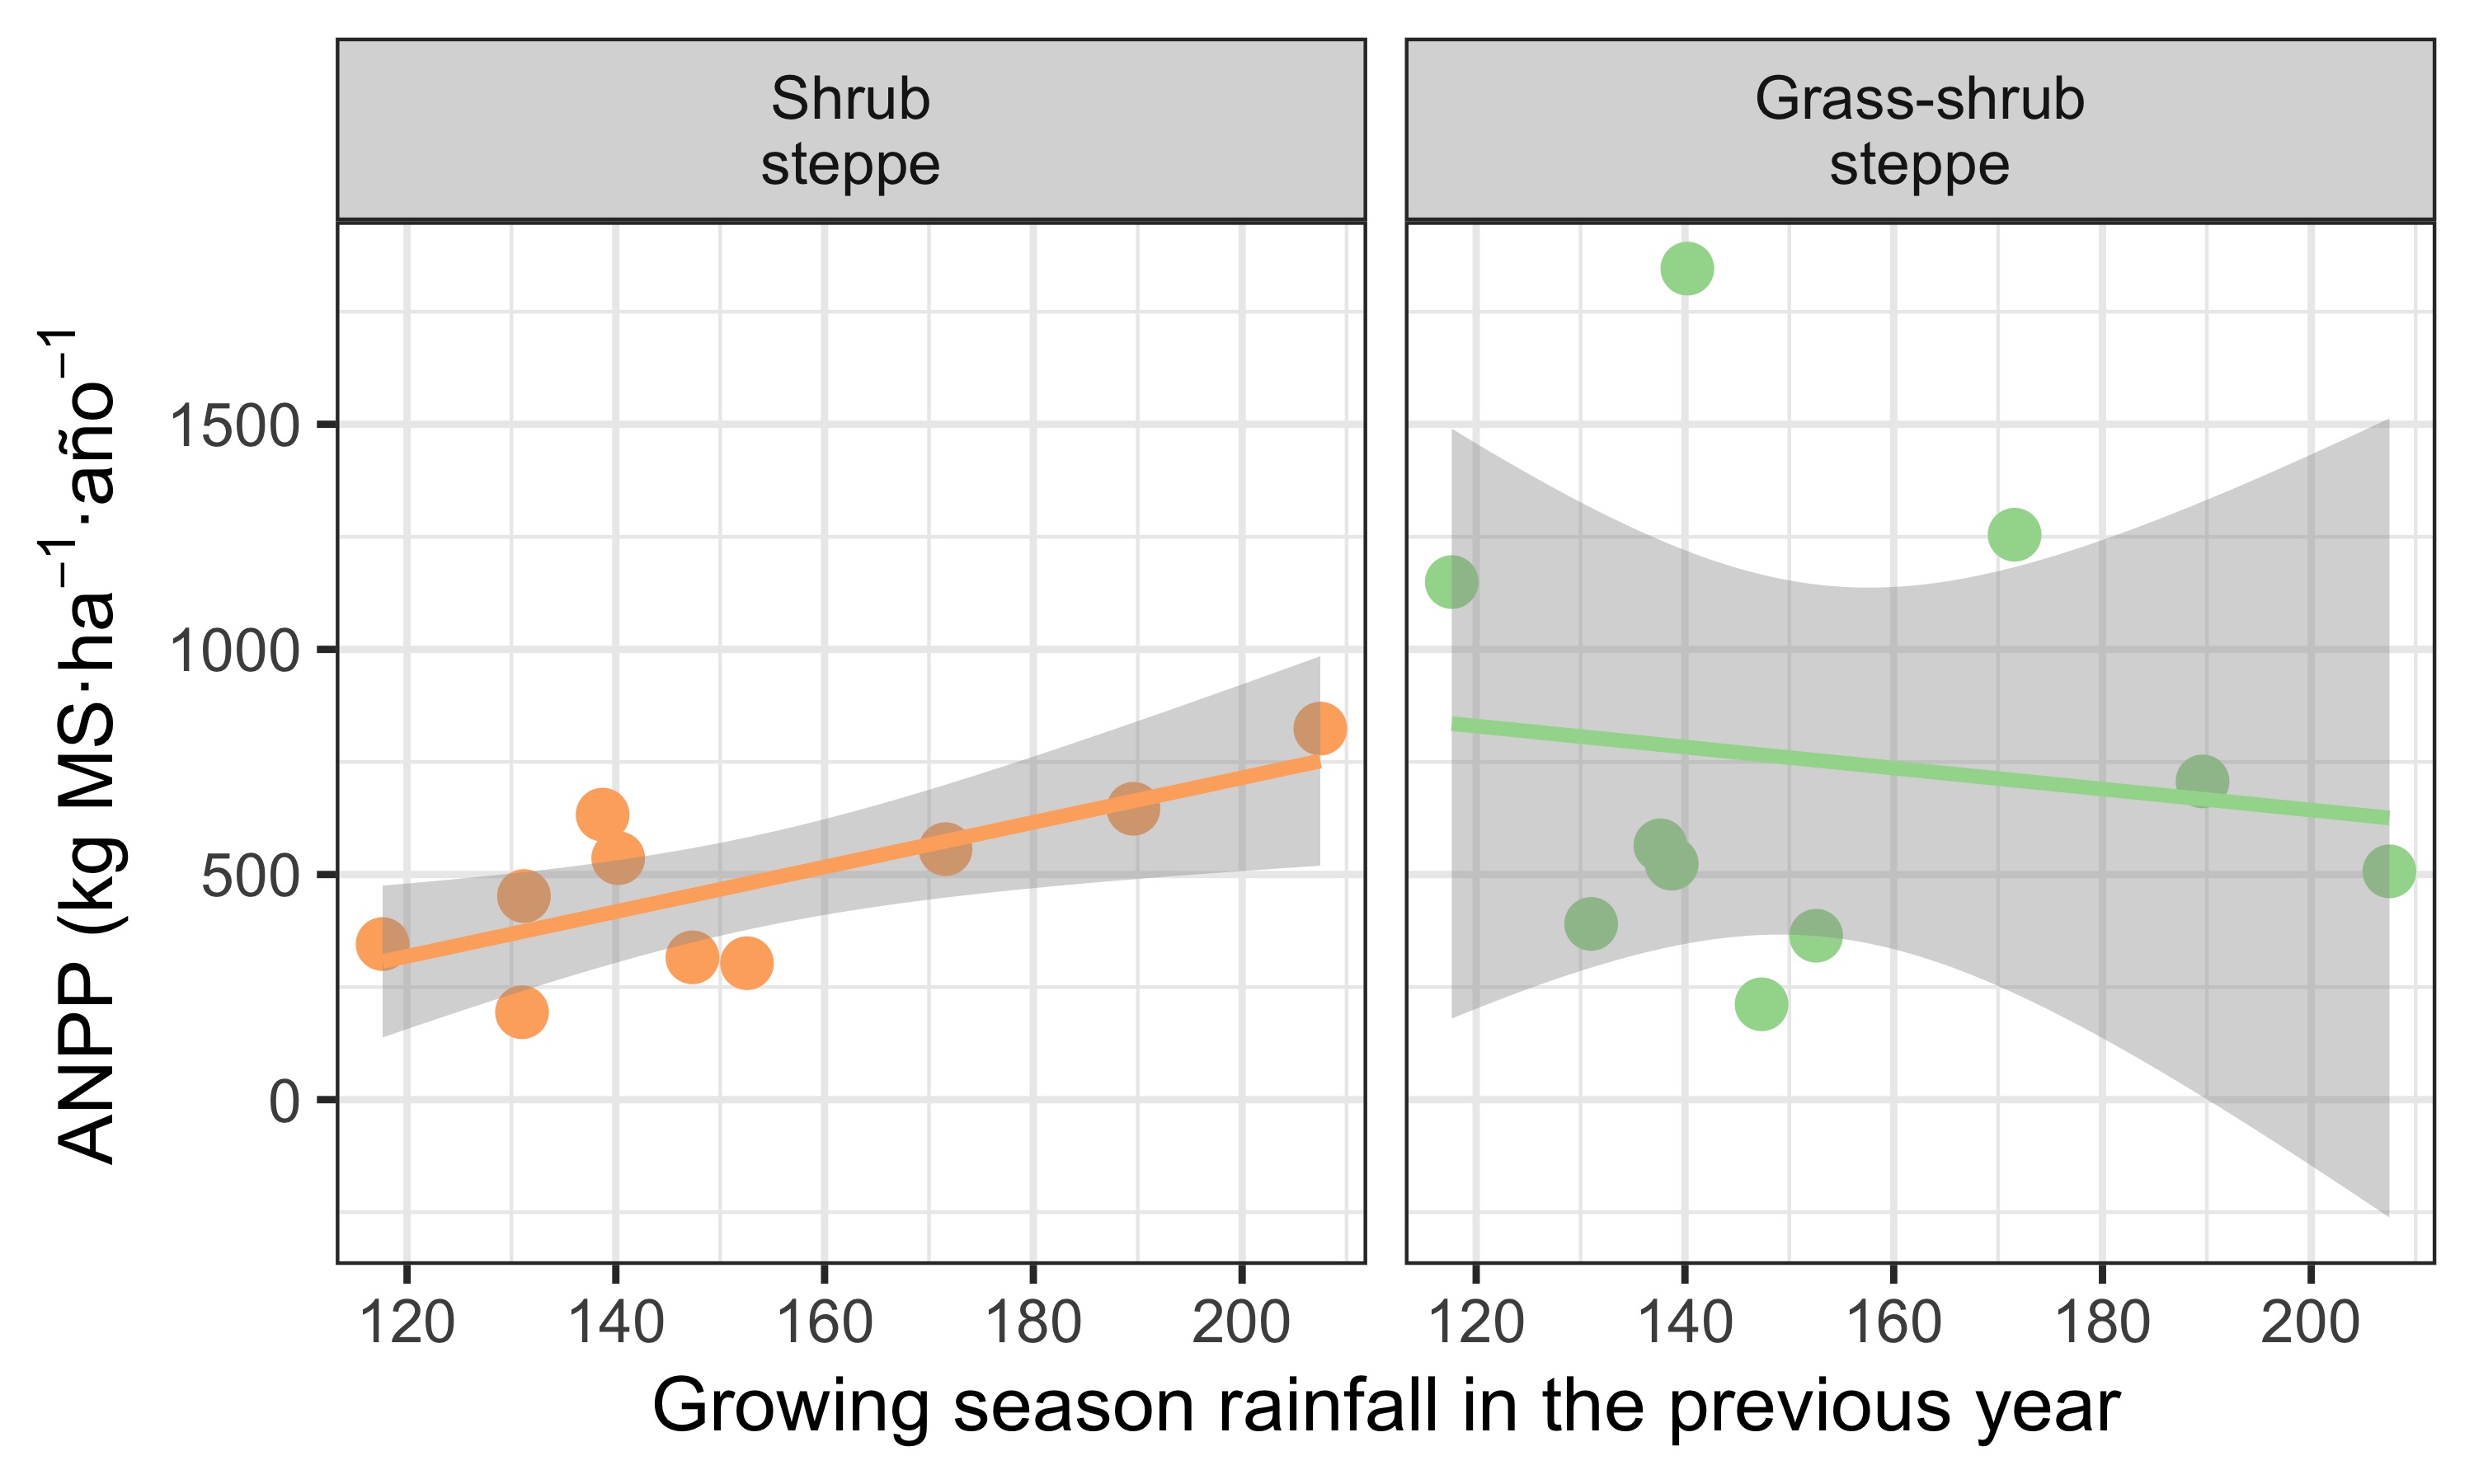 Shrub
steppe
Grass-shrub
steppe
ANPP (kg MS·ha⁻¹·año⁻¹
1500
1000
500
0
120 140 160 180 200
120 140 160 180 200
Growing season rainfall in the previous year